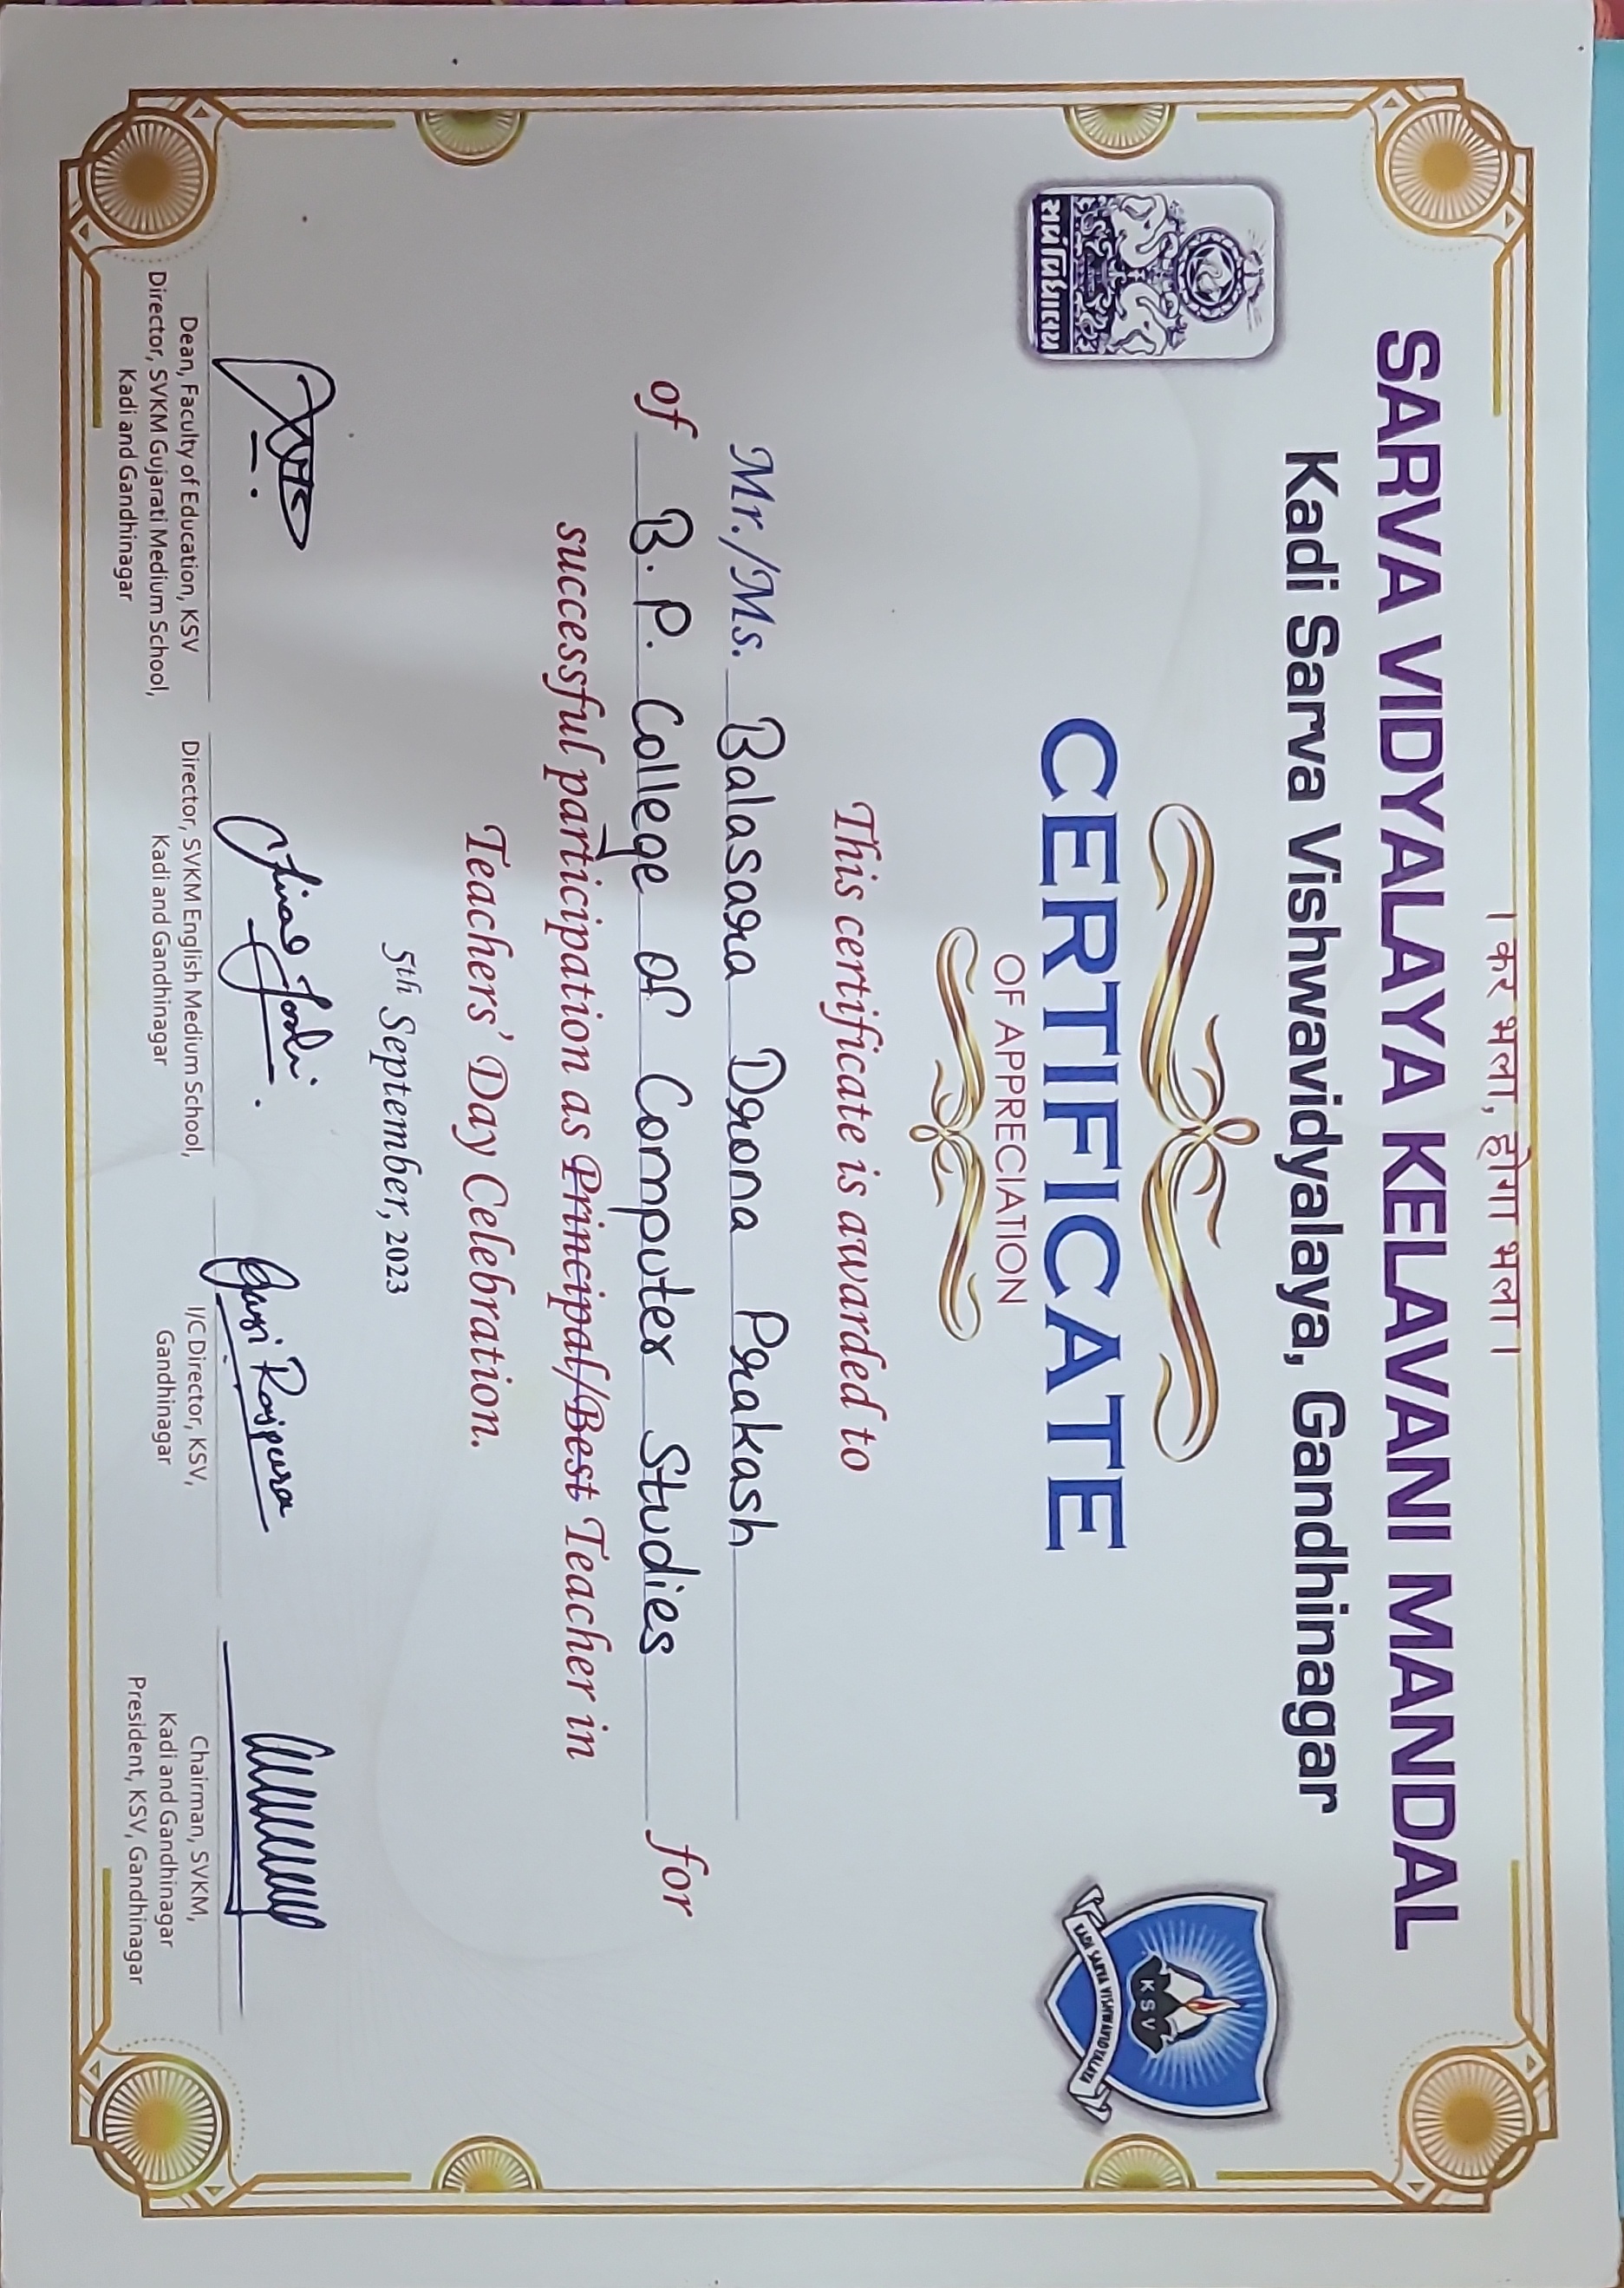 । कर भला, होगा भला ।
SARVA VIDYALAYA KELAVANI MANDAL
Kadi Sarva Vishwavidyalaya, Gandhinagar
સર્વ વિદ્યાલય
KSV
KADI SARVA VISHWAVIDYALAYA
CERTIFICATE
OF APPRECIATION
This certificate is awarded to
Mr./Ms. Balasara Drona Prakash
of B. P. College of Computer Studies for
successful participation as Principal/Best Teacher in
Teachers' Day Celebration.
5th September, 2023
Jinal Joshi
Gargi Rajpura
Dean, Faculty of Education, KSV
Director, SVKM Gujarati Medium School,
Kadi and Gandhinagar
Director, SVKM English Medium School,
Kadi and Gandhinagar
I/C Director, KSV,
Gandhinagar
Chairman, SVKM,
Kadi and Gandhinagar
President, KSV, Gandhinagar